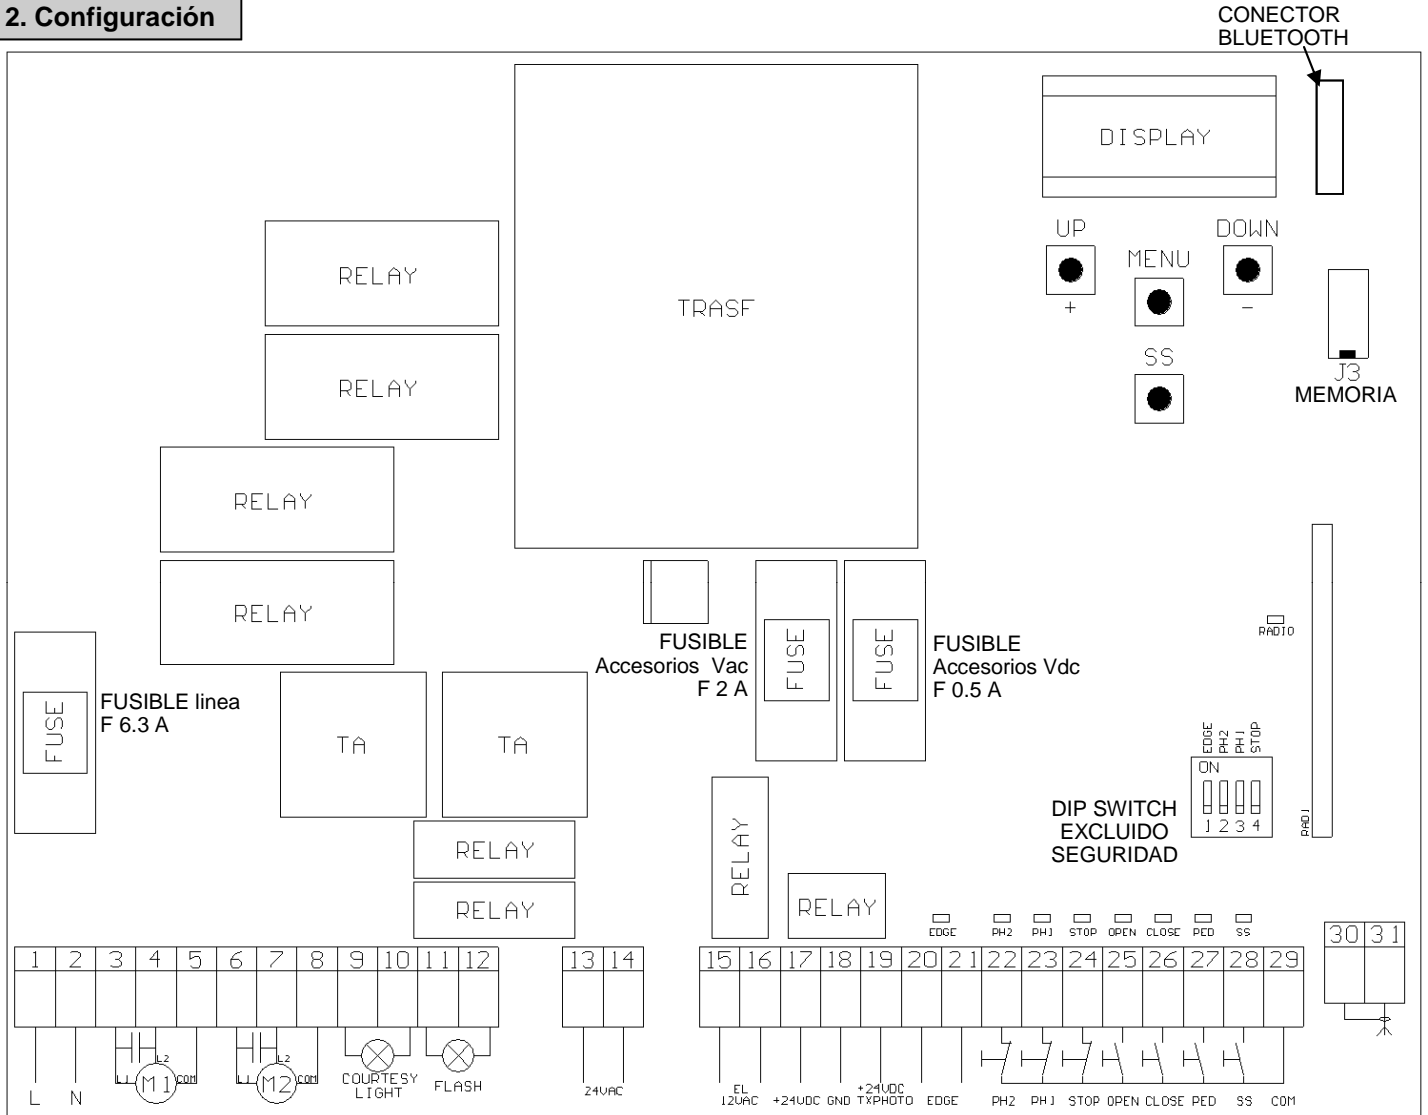 2. Configuración
CONECTOR
BLUETOOTH
DISPLAY
UP
DOWN
MENU
+
-
SS
J3
MEMORIA
TRASF
RELAY
RELAY
RELAY
RELAY
FUSE
FUSIBLE linea
F 6.3 A
TA
TA
RELAY
RELAY
FUSIBLE
Accesorios Vac
F 2 A
FUSE
FUSE
FUSIBLE
Accesorios Vdc
F 0.5 A
RADIO
RADI
EDGE
PH2
PH1
STOP
ON
1 2 3 4
DIP SWITCH
EXCLUIDO
SEGURIDAD
RELAY
RELAY
EDGE PH2 PH1 STOP OPEN CLOSE PED SS
1 2 3 4 5 6 7 8 9 10 11 12
13 14
15 16 17 18 19 20 21 22 23 24 25 26 27 28 29
30 31
L N
L1 M1 L2 COM
L1 M2 L2 COM
COURTESY
LIGHT
FLASH
24VAC
EL
12VAC
+24VDC GND
+24VDC
TXPHOTO
EDGE PH2 PH1 STOP OPEN CLOSE PED SS COM